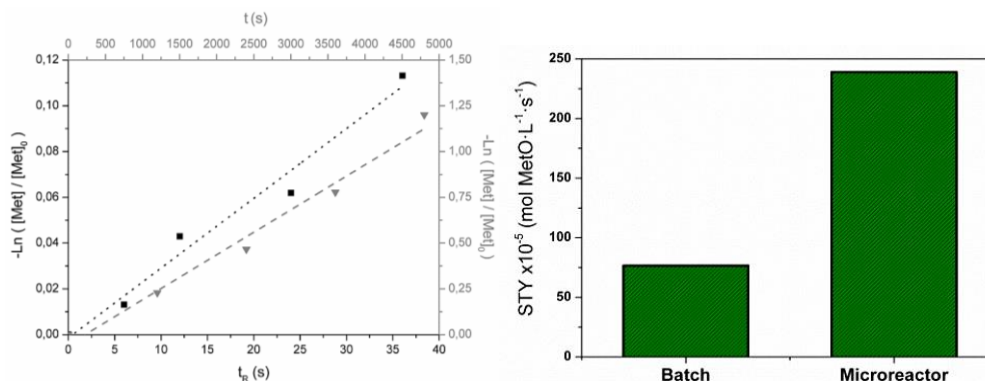 t (s)
0 500 1000 1500 2000 2500 3000 3500 4000 4500 5000
0,12
0,10
0,08
0,06
0,04
0,02
0,00
-Ln ( [Met] / [Met]₀ )
1,50
1,25
1,00
0,75
0,50
0,25
0,00
-Ln ( [Met] / [Met]₀ )
0 5 10 15 20 25 30 35 40
t_R (s)
STY x10⁻⁵ (mol MetO·L⁻¹·s⁻¹)
250
200
150
100
50
0
Batch Microreactor